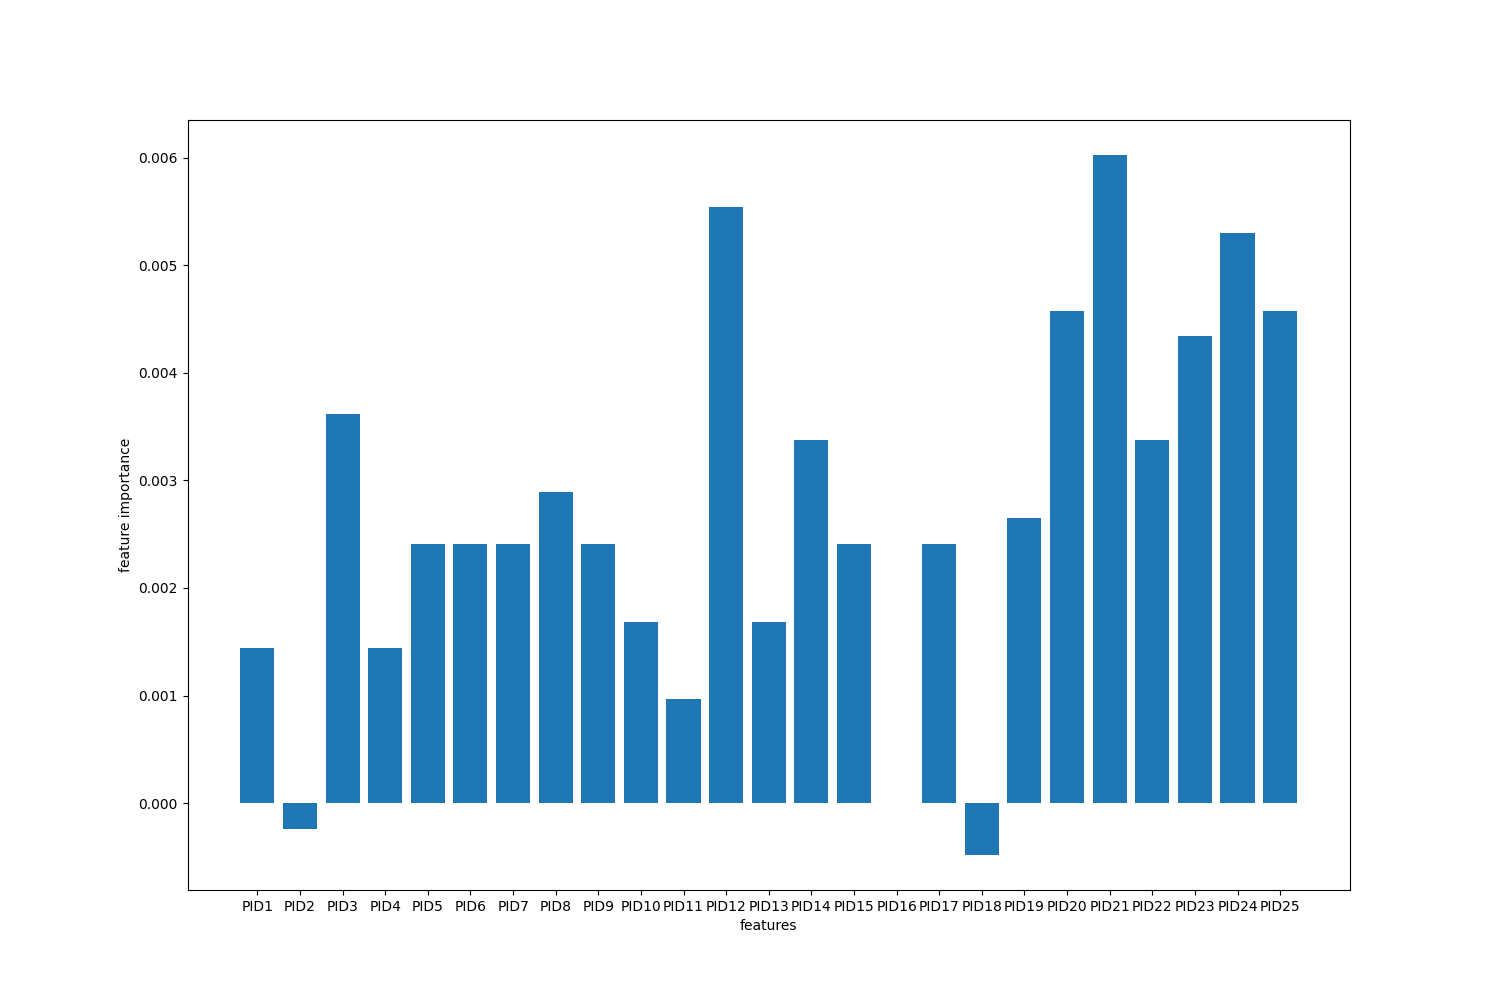 0.006
0.005
0.004
0.003
0.002
0.001
0.000
feature importance
PID1 PID2 PID3 PID4 PID5 PID6 PID7 PID8 PID9 PID10 PID11 PID12 PID13 PID14 PID15 PID16 PID17 PID18 PID19 PID20 PID21 PID22 PID23 PID24 PID25
features